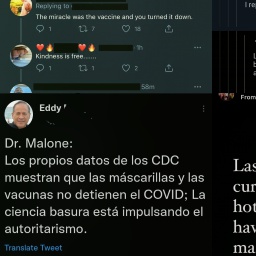 Replying to
The miracle was the vaccine and you turned it down.
1 7 18
1h
Kindness is free.......
1 2
58m
Eddy
Dr. Malone:
Los propios datos de los CDC
muestran que las máscarillas y las
vacunas no detienen el COVID; La
ciencia basura está impulsando el
autoritarismo.
Translate Tweet
I re
From
Las
cur
hot
hav
ma